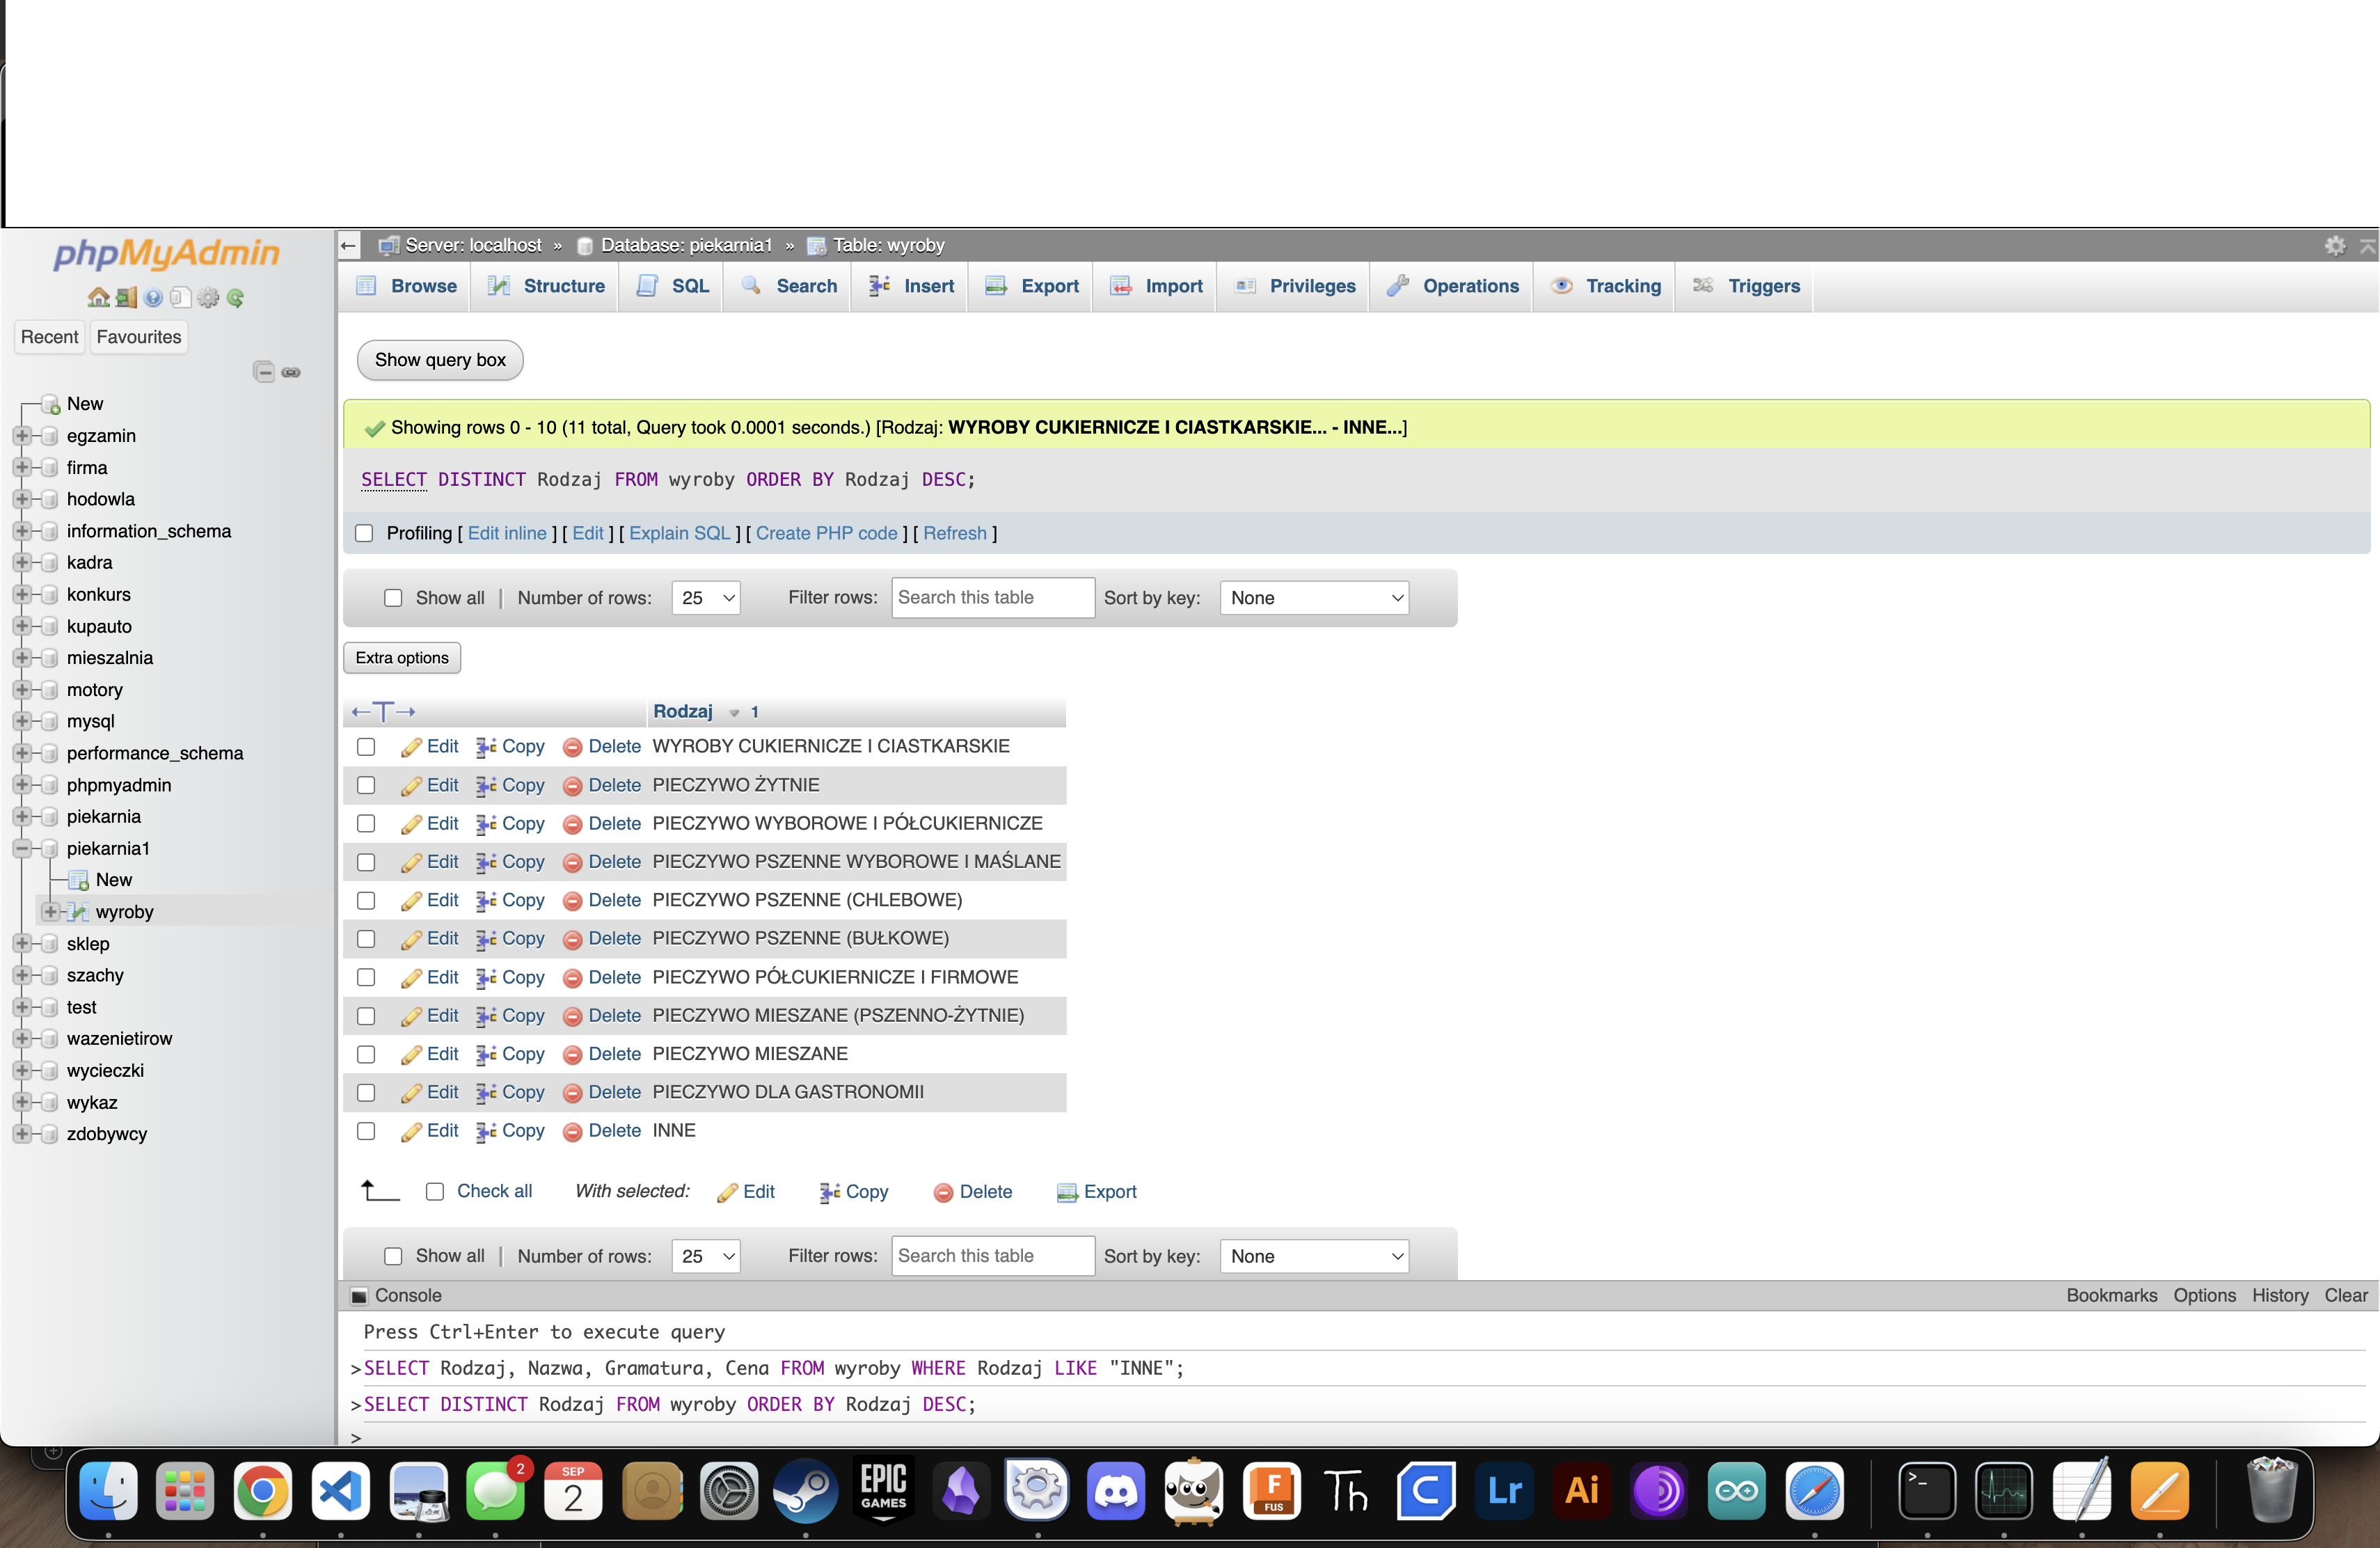 phpMyAdmin
Recent Favourites
New
egzamin
firma
hodowla
information_schema
kadra
konkurs
kupauto
mieszalnia
motory
mysql
performance_schema
phpmyadmin
piekarnia
piekarnia1
New
wyroby
sklep
szachy
test
wazenietirow
wycieczki
wykaz
zdobywcy
Server: localhost » Database: piekarnia1 » Table: wyroby
Browse Structure SQL Search Insert Export Import Privileges Operations Tracking Triggers
Show query box
Showing rows 0 - 10 (11 total, Query took 0.0001 seconds.) [Rodzaj: WYROBY CUKIERNICZE I CIASTKARSKIE... - INNE...]
SELECT DISTINCT Rodzaj FROM wyroby ORDER BY Rodzaj DESC;
Profiling [ Edit inline ] [ Edit ] [ Explain SQL ] [ Create PHP code ] [ Refresh ]
Show all | Number of rows: 25 Filter rows: Search this table Sort by key: None
Extra options
←T→ Rodzaj 1
Edit Copy Delete WYROBY CUKIERNICZE I CIASTKARSKIE
Edit Copy Delete PIECZYWO ŻYTNIE
Edit Copy Delete PIECZYWO WYBOROWE I PÓŁCUKIERNICZE
Edit Copy Delete PIECZYWO PSZENNE WYBOROWE I MAŚLANE
Edit Copy Delete PIECZYWO PSZENNE (CHLEBOWE)
Edit Copy Delete PIECZYWO PSZENNE (BUŁKOWE)
Edit Copy Delete PIECZYWO PÓŁCUKIERNICZE I FIRMOWE
Edit Copy Delete PIECZYWO MIESZANE (PSZENNO-ŻYTNIE)
Edit Copy Delete PIECZYWO MIESZANE
Edit Copy Delete PIECZYWO DLA GASTRONOMII
Edit Copy Delete INNE
Check all With selected: Edit Copy Delete Export
Show all | Number of rows: 25 Filter rows: Search this table Sort by key: None
Console Bookmarks Options History Clear
Press Ctrl+Enter to execute query
>SELECT Rodzaj, Nazwa, Gramatura, Cena FROM wyroby WHERE Rodzaj LIKE "INNE";
>SELECT DISTINCT Rodzaj FROM wyroby ORDER BY Rodzaj DESC;
>
2
SEP
2
EPIC
GAMES
F
FUS
Th
C
Lr
Ai
>_